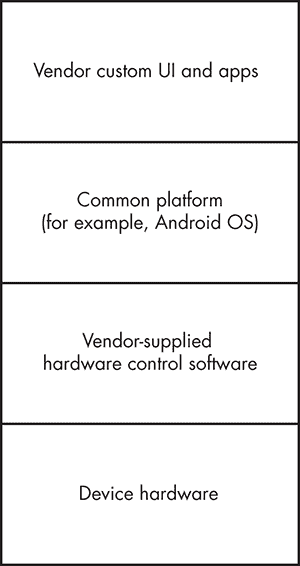 Vendor custom UI and apps
Common platform
(for example, Android OS)
Vendor-supplied
hardware control software
Device hardware